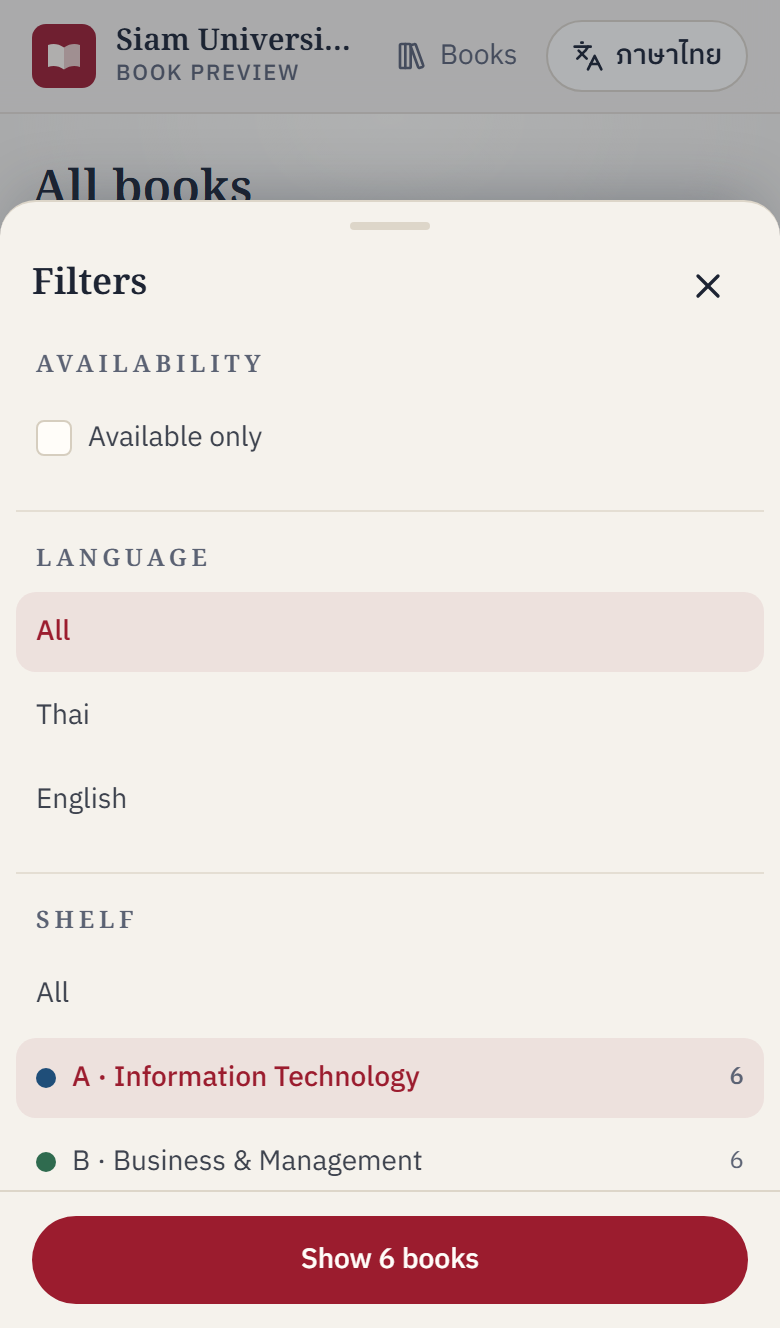 Siam Universi...
BOOK PREVIEW
Books
ภาษาไทย
All books
Filters
AVAILABILITY
Available only
LANGUAGE
All
Thai
English
SHELF
All
A · Information Technology 6
B · Business & Management 6
Show 6 books